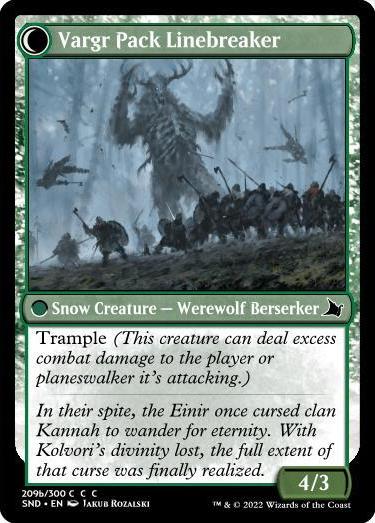 Vargr Pack Linebreaker
Snow Creature — Werewolf Berserker
Trample (This creature can deal excess
combat damage to the player or
planeswalker it's attacking.)
In their spite, the Einir once cursed clan
Kannah to wander for eternity. With
Kolvori's divinity lost, the full extent of
that curse was finally realized.
4/3
209b/300 C C C
SND • EN Jakub Rozalski
™ & © 2022 Wizards of the Coast